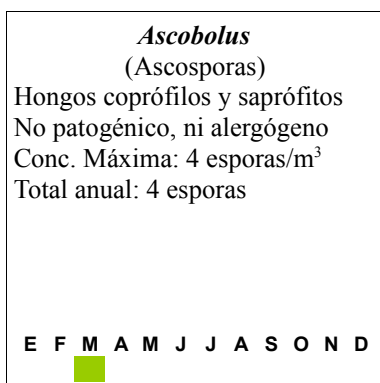 Ascobolus
(Ascosporas)
Hongos coprófilos y saprófitos
No patogénico, ni alergógeno
Conc. Máxima: 4 esporas/m³
Total anual: 4 esporas
E F M A M J J A S O N D